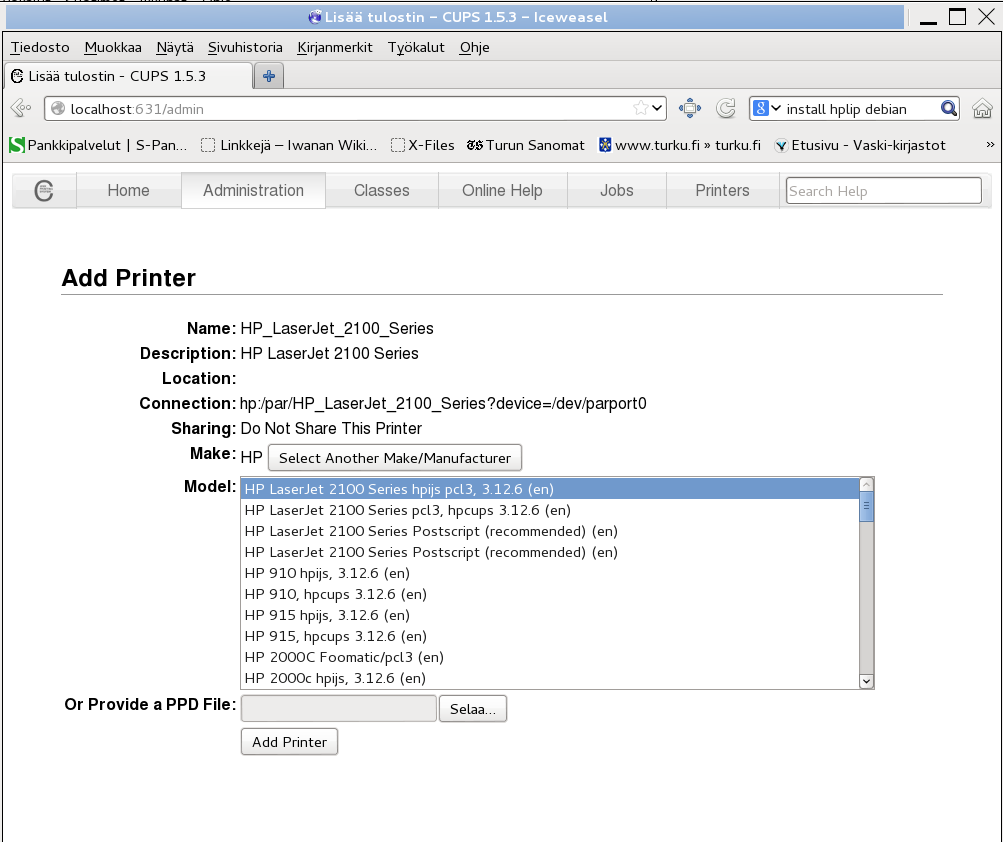 Lisää tulostin – CUPS 1.5.3 – Iceweasel
Tiedosto Muokkaa Näytä Sivuhistoria Kirjanmerkit Työkalut Ohje
Lisää tulostin - CUPS 1.5.3
localhost:631/admin
8 install hplip debian
S Pankkipalvelut | S-Pan... Linkkejä – Iwanan Wiki... X-Files TS Turun Sanomat www.turku.fi » turku.fi Etusivu - Vaski-kirjastot »
Home Administration Classes Online Help Jobs Printers Search Help
Add Printer
Name: HP_LaserJet_2100_Series
Description: HP LaserJet 2100 Series
Location:
Connection: hp:/par/HP_LaserJet_2100_Series?device=/dev/parport0
Sharing: Do Not Share This Printer
Make: HP Select Another Make/Manufacturer
Model: HP LaserJet 2100 Series hpijs pcl3, 3.12.6 (en)
HP LaserJet 2100 Series pcl3, hpcups 3.12.6 (en)
HP LaserJet 2100 Series Postscript (recommended) (en)
HP LaserJet 2100 Series Postscript (recommended) (en)
HP 910 hpijs, 3.12.6 (en)
HP 910, hpcups 3.12.6 (en)
HP 915 hpijs, 3.12.6 (en)
HP 915, hpcups 3.12.6 (en)
HP 2000C Foomatic/pcl3 (en)
HP 2000c hpijs, 3.12.6 (en)
Or Provide a PPD File: Selaa...
Add Printer